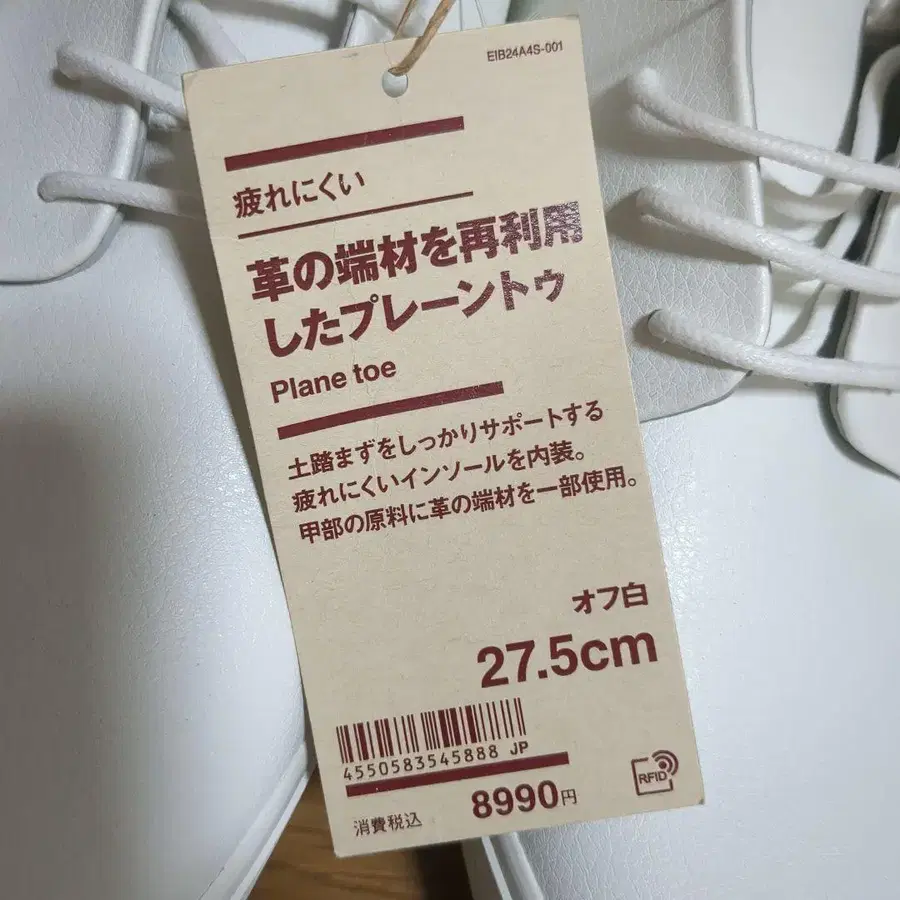 EIB24A4S-001
疲れにくい
革の端材を再利用
したプレーントゥ
Plane toe
土踏まずをしっかりサポートする
疲れにくいインソールを内装。
甲部の原料に革の端材を一部使用。
オフ白
27.5cm
4550583545888 JP
消費税込 8990円
RFID